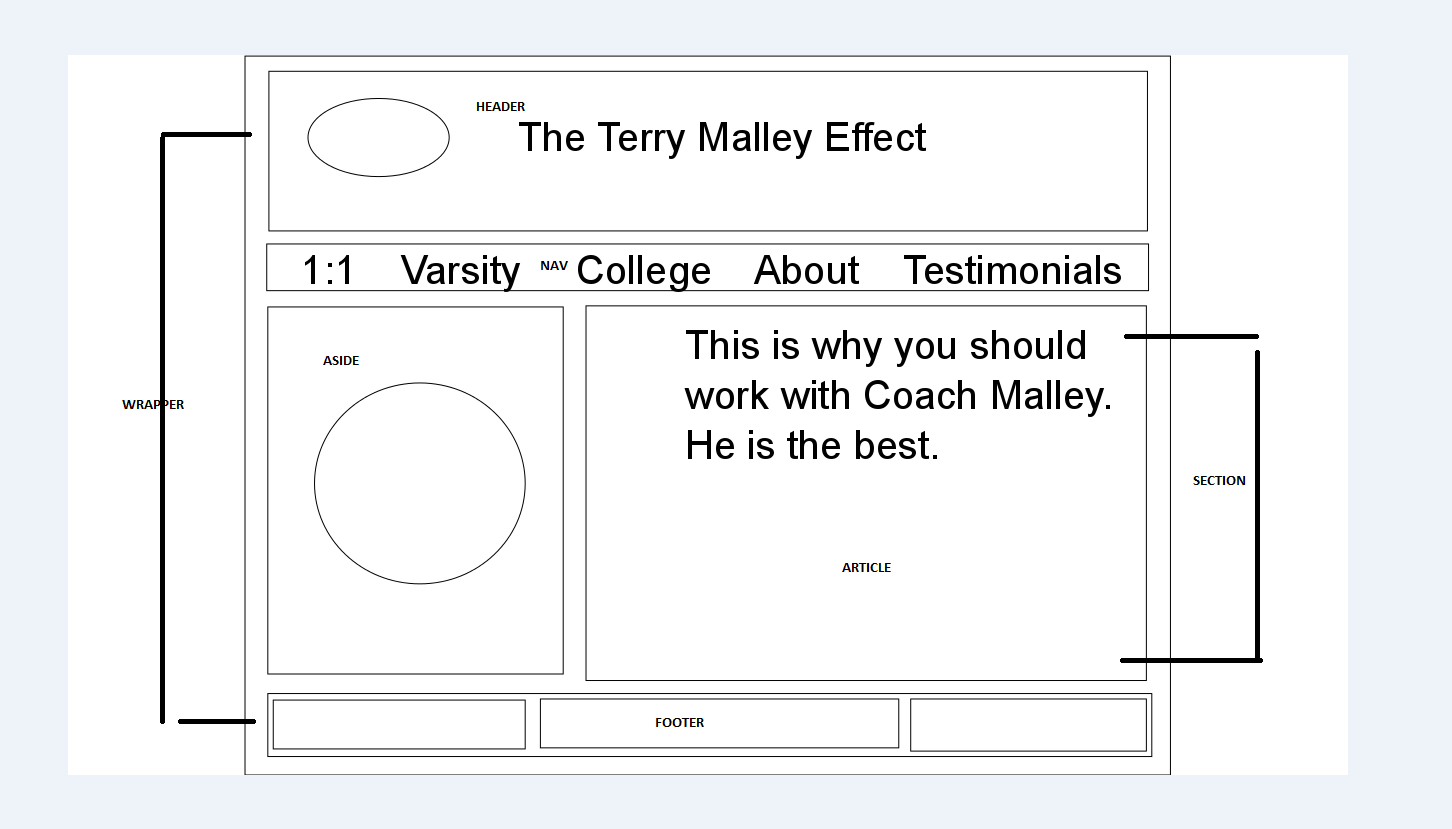 HEADER
The Terry Malley Effect
1:1 Varsity NAV College About Testimonials
ASIDE
WRAPPER
This is why you should
work with Coach Malley.
He is the best.
SECTION
ARTICLE
FOOTER